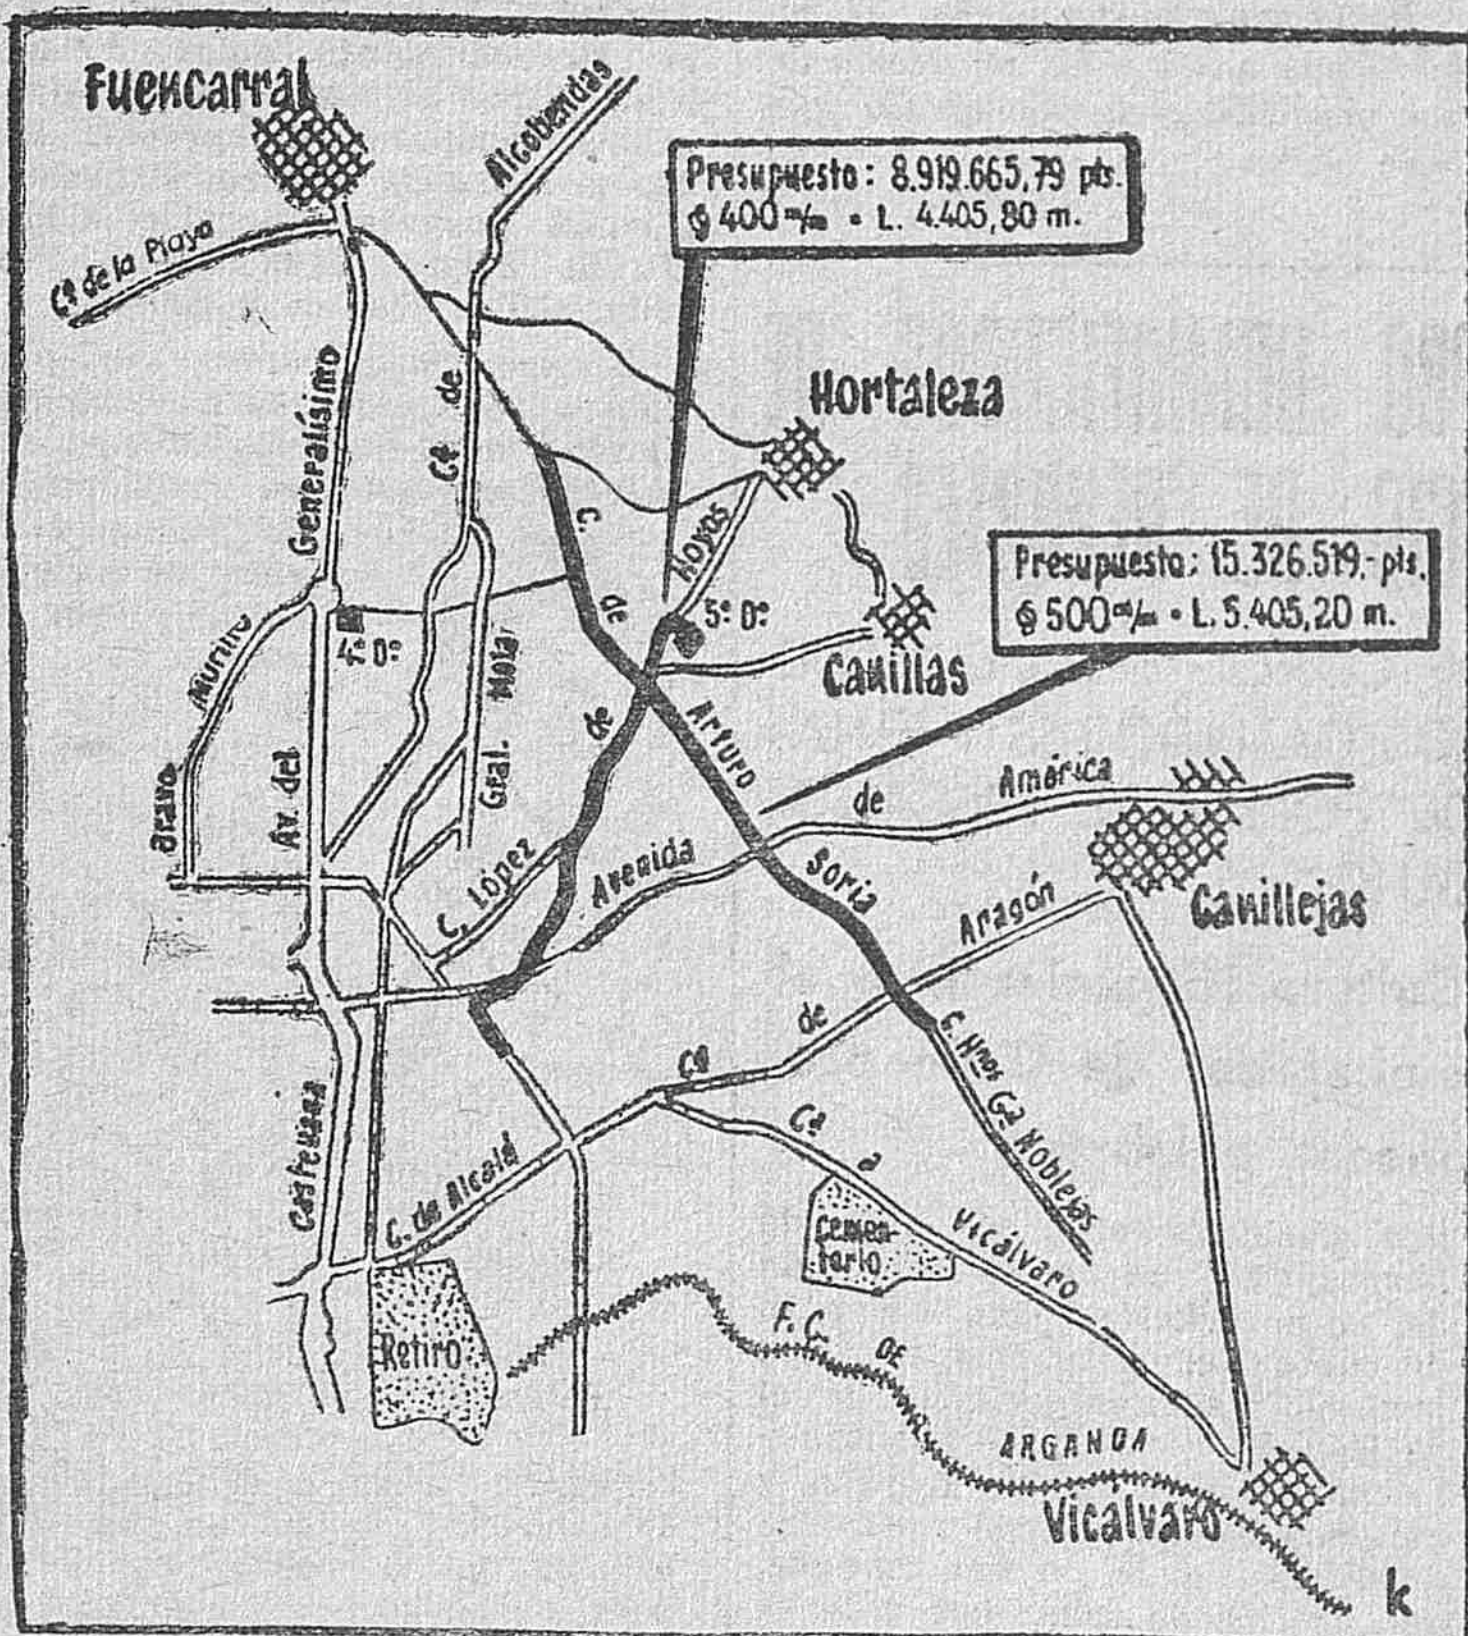 Fuencarral
Alcobendas
Presupuesto: 8.919.665,79 pts.
ϕ 400 m/m • L. 4.405,80 m.
Cª de la Playa
Hortaleza
Generalísimo
Cª de
Hoyos
C. de
Presupuesto: 15.326.519,- pts.
ϕ 500 m/m • L. 5.405,20 m.
5º Dº
4º Dº
Murillo
Mola
Canillas
de
Arturo
Gral.
América
de
Av. del
Bravo
C. López
Avenida
Soria
Aragón
Canillejas
de
Cª
C. Hnos Gª Noblejas
Castellana
Cª
a
C. de Alcalá
Vicálvaro
Cementario
Retiro
F. C. DE
ARGANDA
Vicálvaro
k